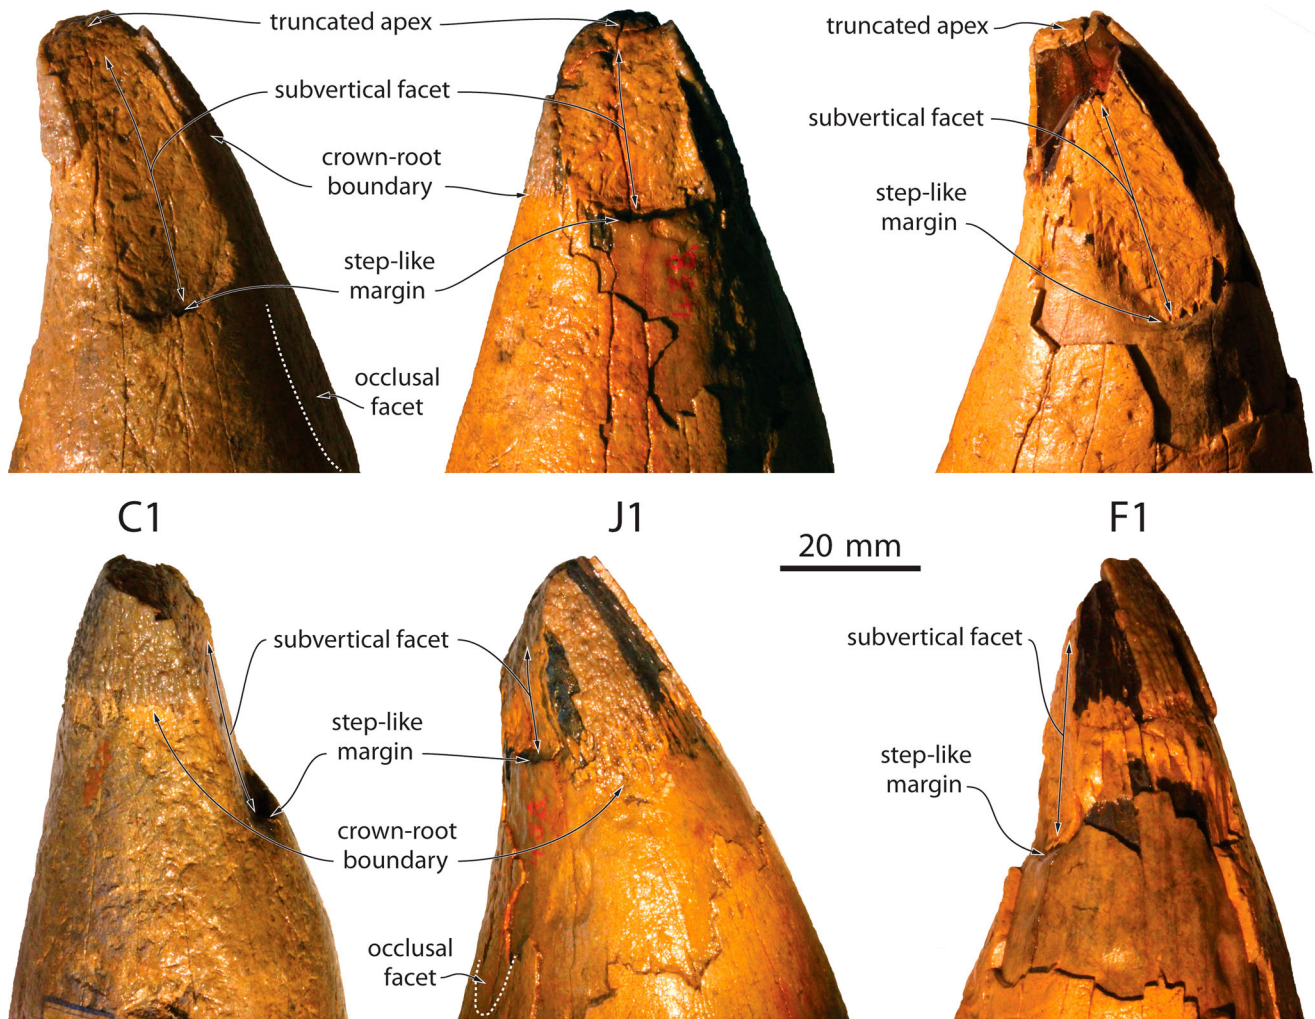 truncated apex
truncated apex
subvertical facet
subvertical facet
crown-root
boundary
step-like
margin
step-like
margin
occlusal
facet
C1
J1
F1
20 mm
subvertical facet
subvertical facet
step-like
margin
step-like
margin
crown-root
boundary
occlusal
facet